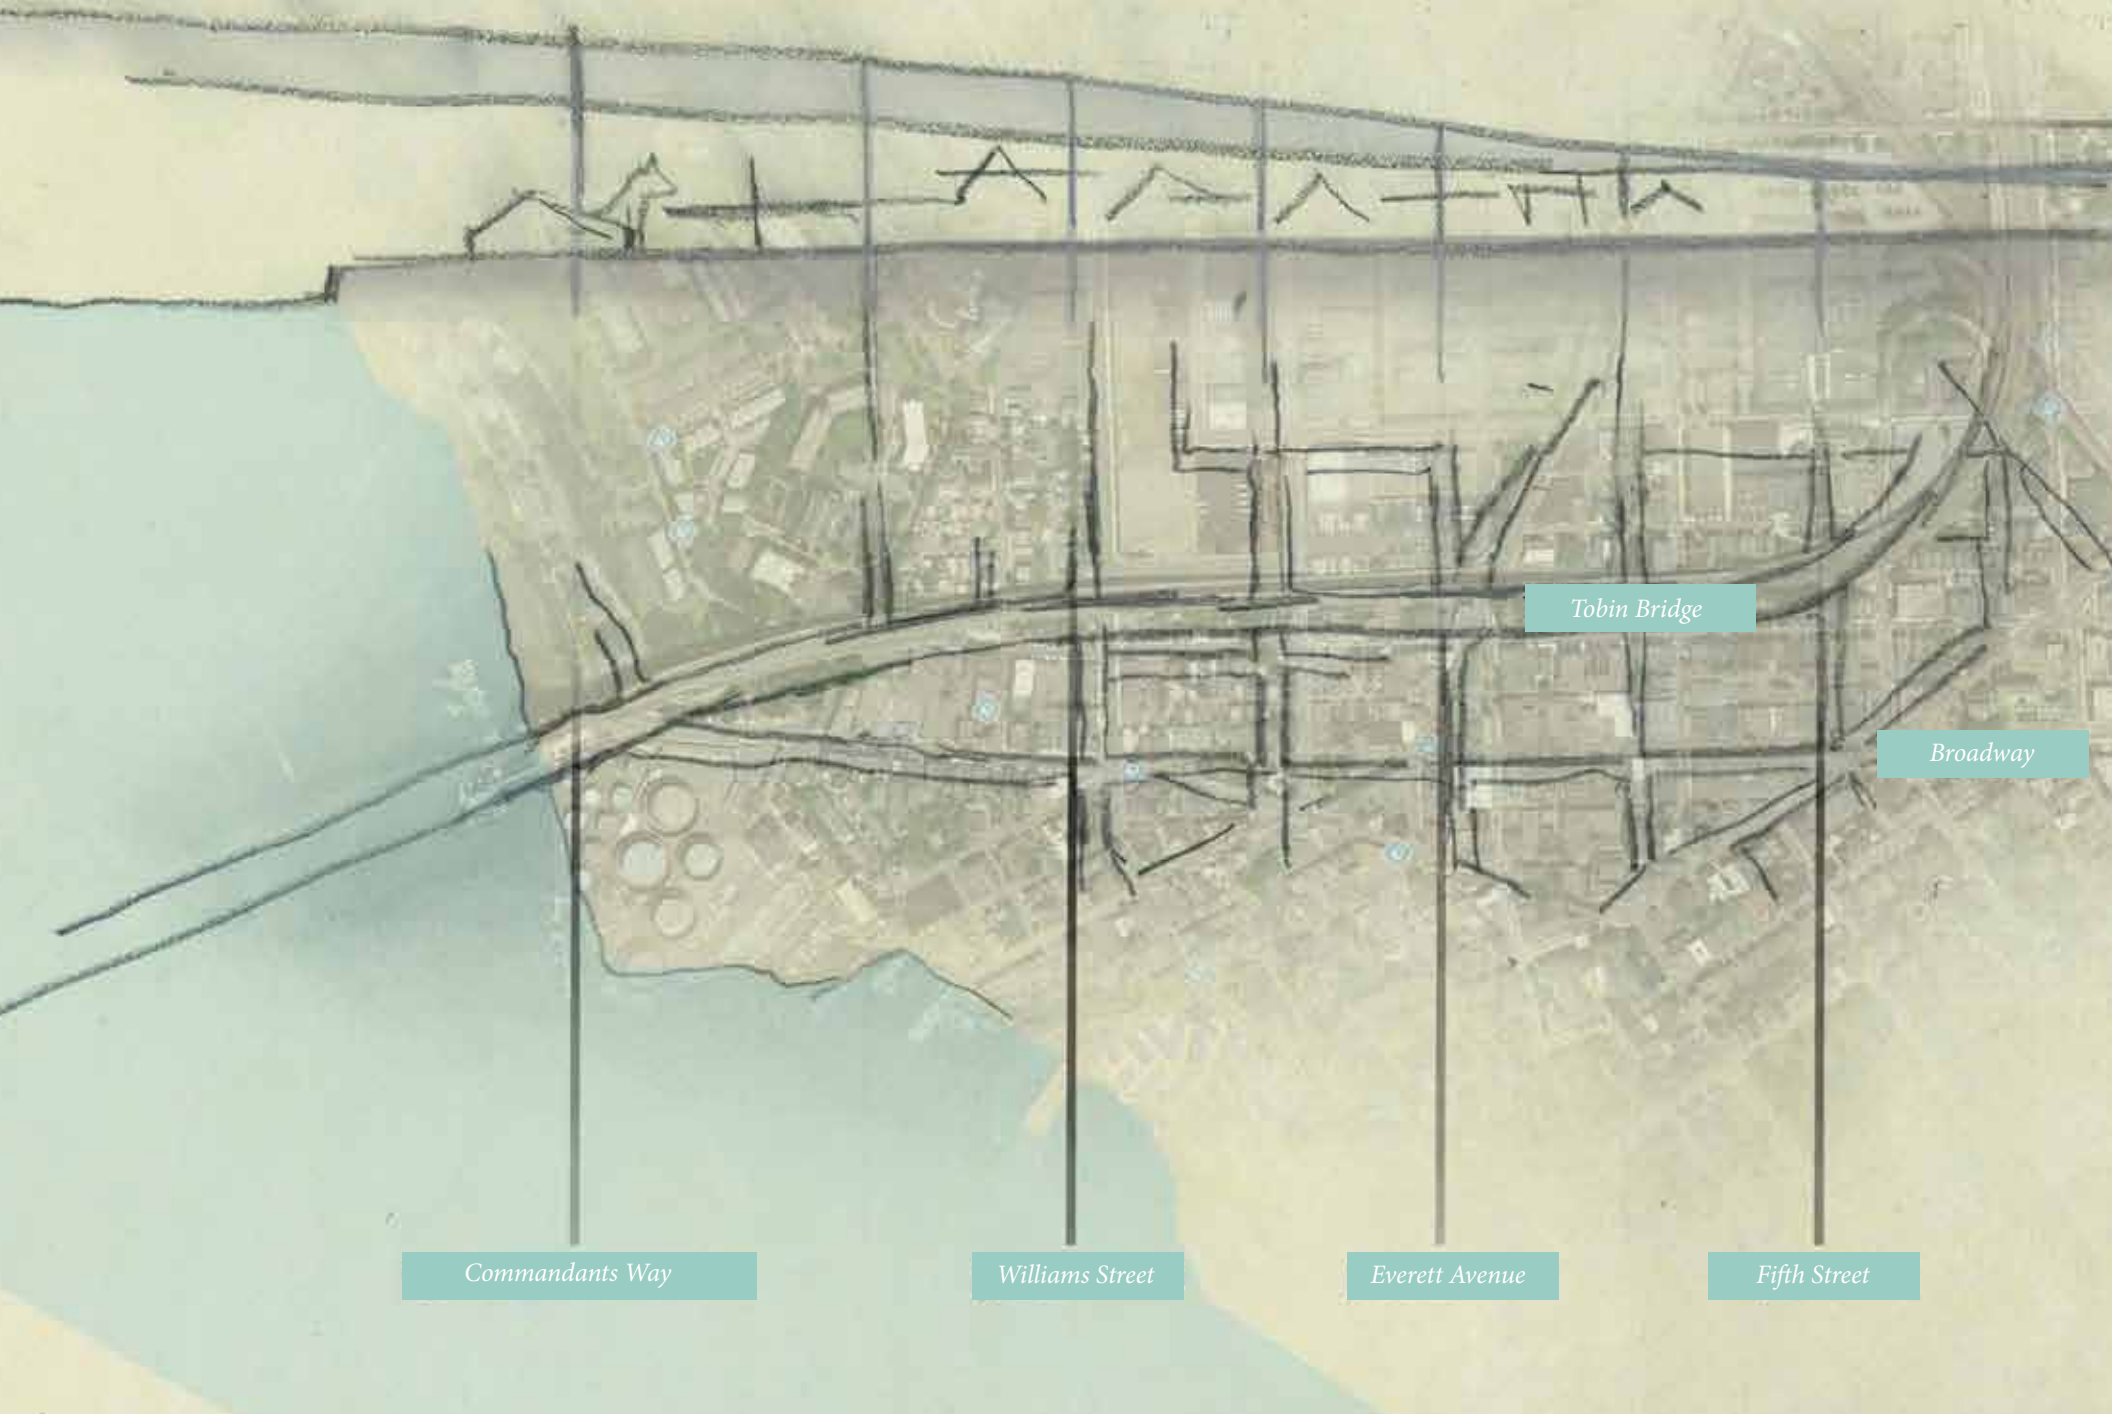 Tobin Bridge
Broadway
Commandants Way
Williams Street
Everett Avenue
Fifth Street